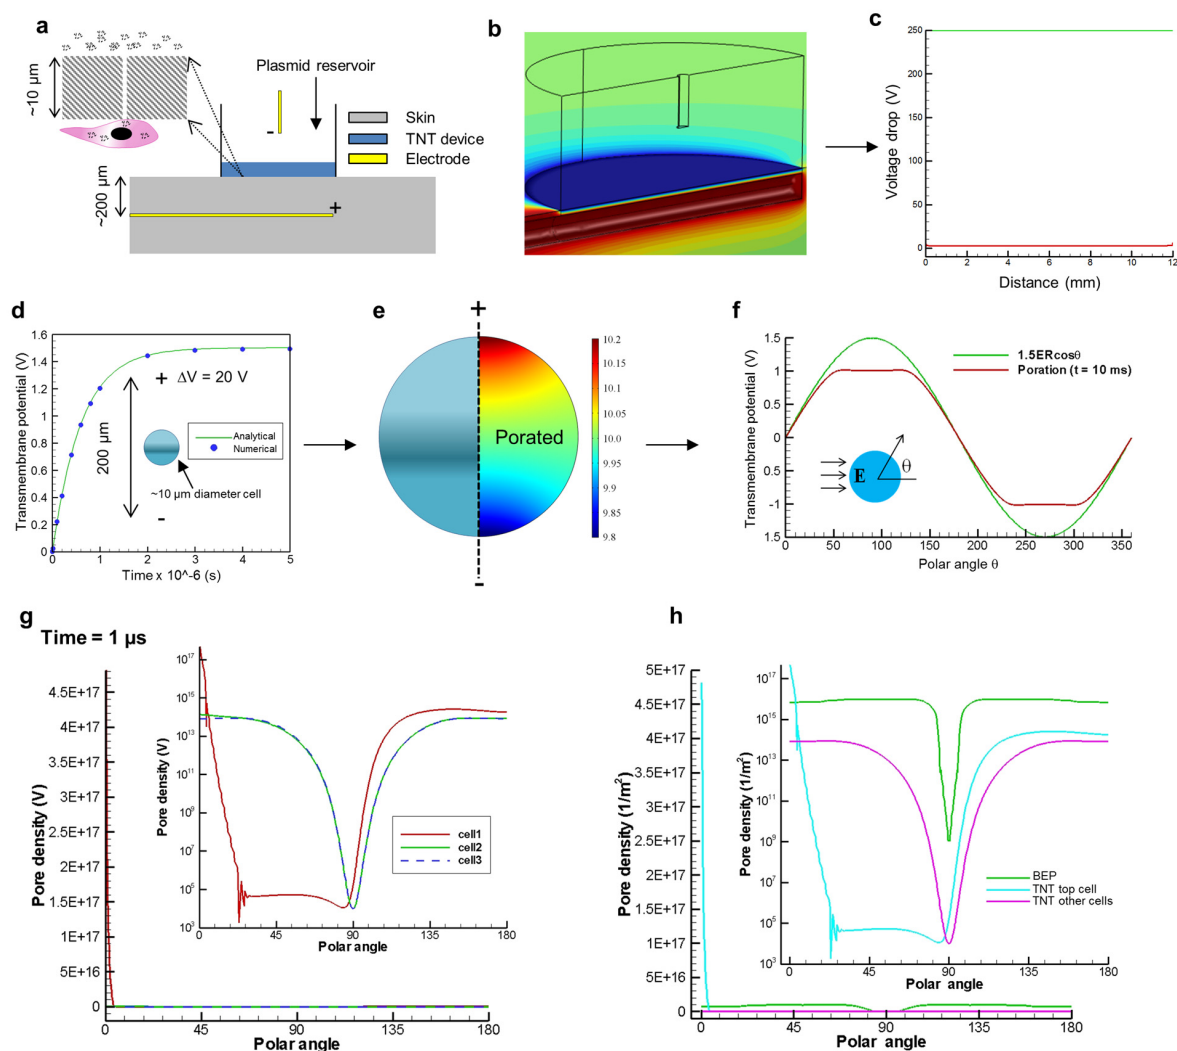 a
~10 µm
Plasmid reservoir
-
Skin
TNT device
Electrode
~200 µm
+
b
c
250
200
150
100
50
0
Voltage drop (V)
0 2 4 6 8 10 12
Distance (mm)
d
1.6
1.4
1.2
1
0.8
0.6
0.4
0.2
0
Transmembrane potential (V)
+ ΔV = 20 V
200 µm
Analytical
Numerical
~10 µm diameter cell
-
0 1 2 3 4 5
Time x 10^-6 (s)
e
+
Porated
-
10.2
10.1
10.0
10.0
9.95
9.90
9.85
9.8
f
1.5
1
0.5
0
0.5
-1
1.5
Transmembrane potential (V)
1.5ERcosθ
Poration (t = 10 ms)
E
θ
0 50 100 150 200 250 300 350
Polar angle θ
g
Time = 1 µs
4.5E+17
4E+17
3.5E+17
3E+17
2.5E+17
2E+17
1.5E+17
1E+17
5E+16
0
Pore density (V)
0 45 90 135 180
Polar angle
10^17
10^15
10^13
10^11
10^9
10^7
10^5
10^3
Pore density (V)
cell1
cell2
cell3
0 45 90 135 180
Polar angle
h
5E+17
4.5E+17
4E+17
3.5E+17
3E+17
2.5E+17
2E+17
1.5E+17
1E+17
5E+16
0
Pore density (1/m²)
0 45 90 135 180
Polar angle
10^17
10^15
10^13
10^11
10^9
10^7
10^5
10^3
Pore density (1/m²)
BEP
TNT top cell
TNT other cells
0 45 90 135 180
Polar angle